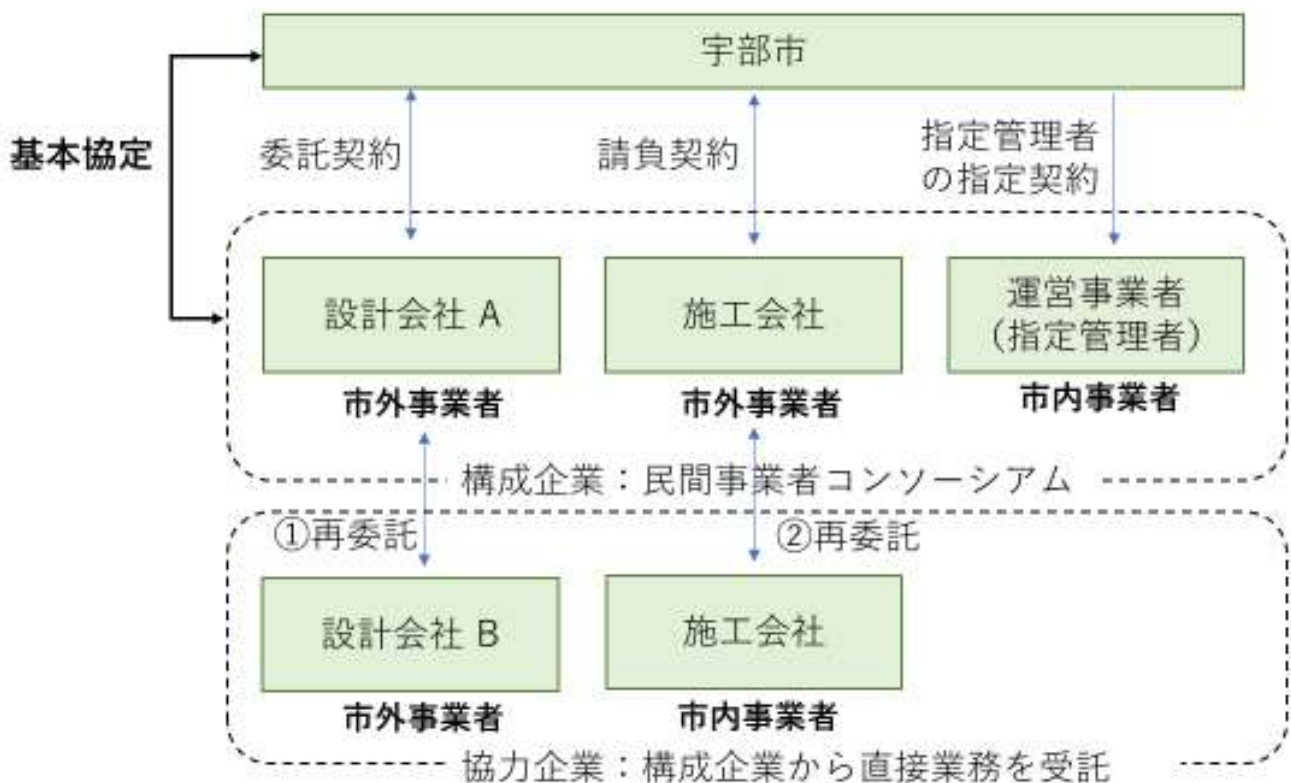 宇部市
基本協定
委託契約
請負契約
指定管理者
の指定契約
設計会社 A
施工会社
運営事業者
(指定管理者)
市外事業者
市外事業者
市内事業者
構成企業：民間事業者コンソーシアム
①再委託
②再委託
設計会社 B
施工会社
市外事業者
市内事業者
協力企業：構成企業から直接業務を受託